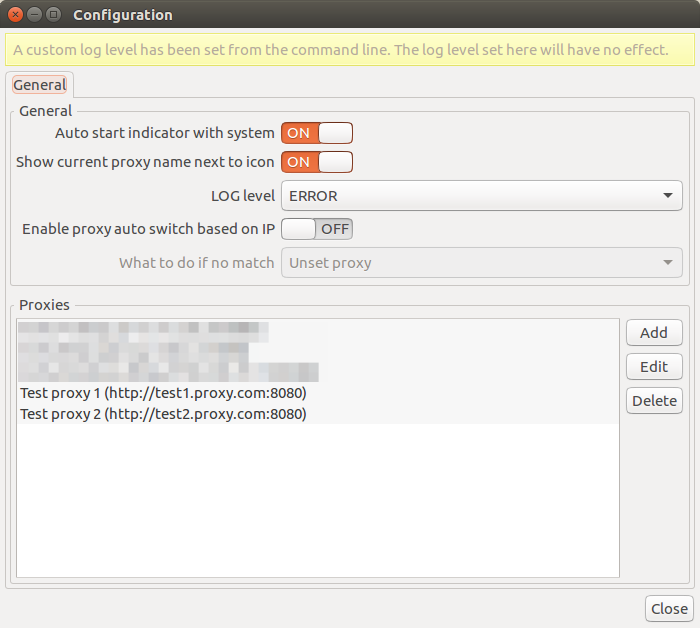 Configuration
A custom log level has been set from the command line. The log level set here will have no effect.
General
General
Auto start indicator with system ON
Show current proxy name next to icon ON
LOG level ERROR
Enable proxy auto switch based on IP OFF
What to do if no match Unset proxy
Proxies
Add
Edit
Delete
Test proxy 1 (http://test1.proxy.com:8080)
Test proxy 2 (http://test2.proxy.com:8080)
Close